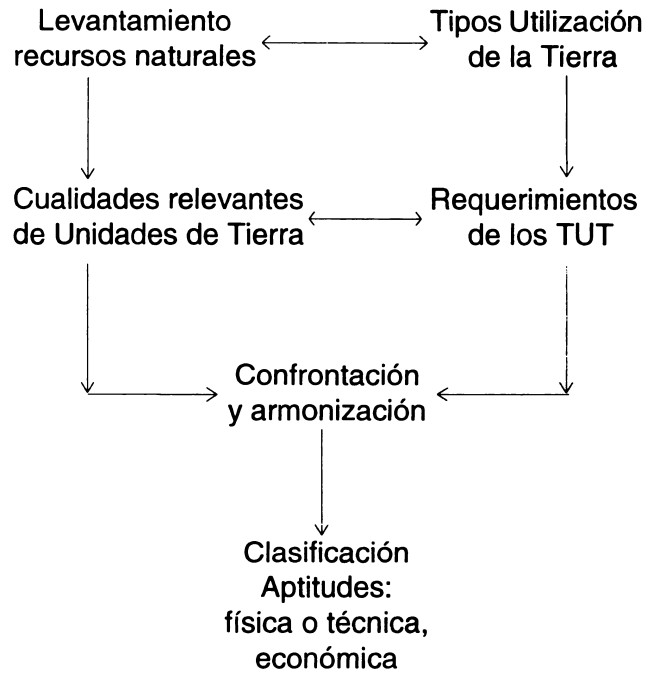 Levantamiento
recursos naturales
Tipos Utilización
de la Tierra
Cualidades relevantes
de Unidades de Tierra
Requerimientos
de los TUT
Confrontación
y armonización
Clasificación
Aptitudes:
física o técnica,
económica